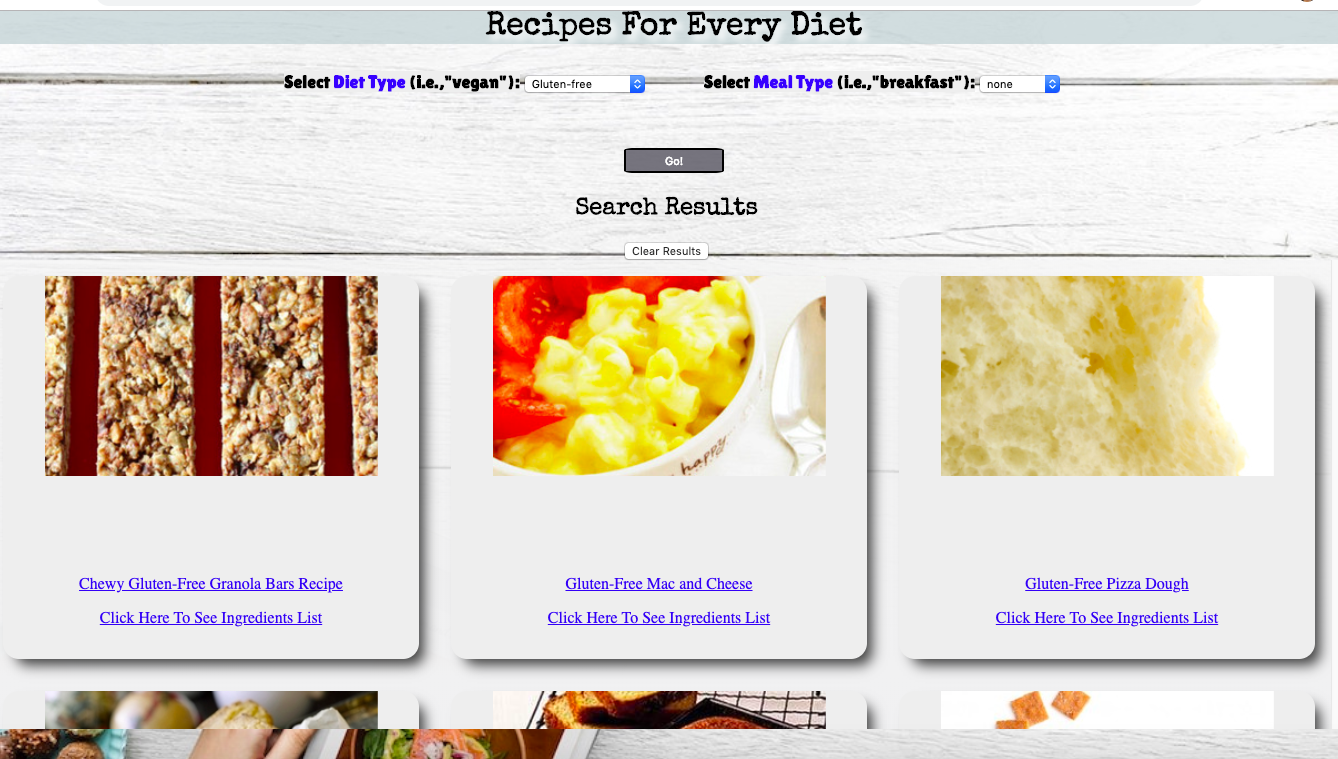 Recipes For Every Diet
Select Diet Type (i.e.,"vegan"): Gluten-free Select Meal Type (i.e.,"breakfast"): none
Go!
Search Results
Clear Results
happy
Chewy Gluten-Free Granola Bars Recipe Gluten-Free Mac and Cheese Gluten-Free Pizza Dough
Click Here To See Ingredients List Click Here To See Ingredients List Click Here To See Ingredients List